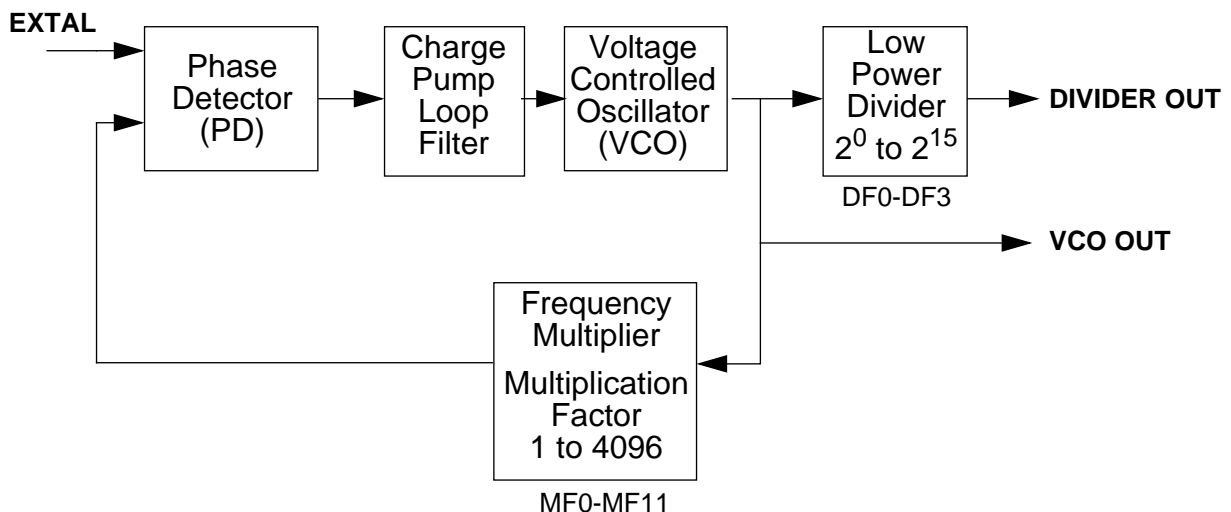 EXTAL
Phase
Detector
(PD)
Charge
Pump
Loop
Filter
Voltage
Controlled
Oscillator
(VCO)
Low
Power
Divider
2⁰ to 2¹⁵
DF0-DF3
DIVIDER OUT
VCO OUT
Frequency
Multiplier
Multiplication
Factor
1 to 4096
MF0-MF11